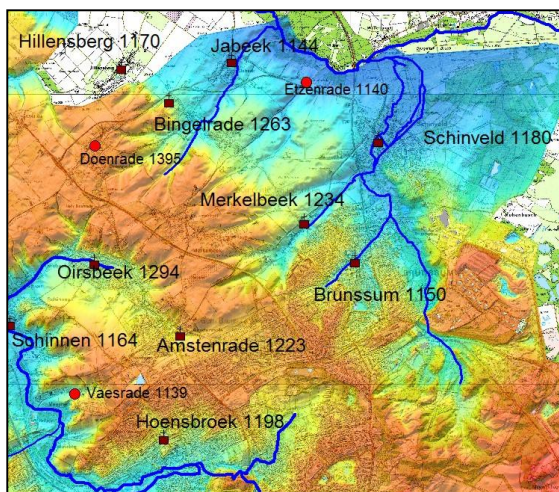 Hillensberg 1170
Jabeek 1144
Etzenrade 1140
Bingelrade 1263
Schinveld 1180
Doenrade 1395
Merkelbeek 1234
Oirsbeek 1294
Brunssum 1150
Schinnen 1164
Amstenrade 1223
Vaesrade 1139
Hoensbroek 1198